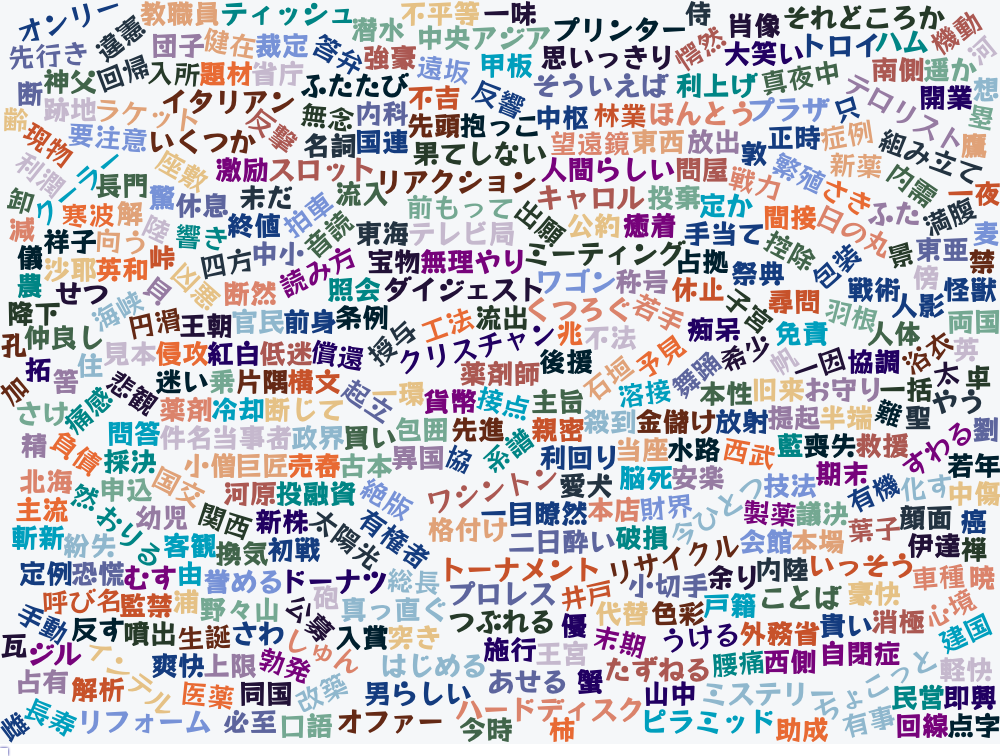 オンリー 教職員 ティッシュ 潜水 不平等 一味 プリンター 侍 肖像 それどころか 機動
先行き 違憲 団子 健在 裁定 答弁 強豪 中央アジア 思いっきり 愕然 大笑い トロイ ハム 河
断 神父 回帰 入所 題材 省庁 ふたたび 遠坂 甲板 そういえば 利上げ 真夜中 南側 遥か 想
齢 跡地 ラケット イタリアン 無念 内科 不吉 反響 中枢 林業 ほんとう プラザ 只 テロリスト 開業 塁
現物 要注意 いくつか 反撃 名詞 国連 先頭 抱っこ 望遠鏡 東西 放出 敦 正時 症例 組み立て 鷹
利潤 クーラー 長門 座敷 激励 スロット リアクション 果てしない 人間らしい 問屋 戦力 繁殖 新薬 内需 一夜
卸 寒波 解 驚 休息 未だ 流入 前もって 出願 キャロル 投棄 定か 間接 さき ふた 満腹
減 祥子 向う 陸 響き 終値 拍車 音読 東海 テレビ局 公約 癒着 手当て 日の丸 景 東亜 麦
儀 沙耶 英和 峠 四方 中小 読み方 宝物 無理やり ミーティング 占拠 控除 包装 傍 禁
農 せつ 貝 凶悪 断然 照会 ダイジェスト ワゴン 称号 休止 祭典 尋問 戦術 人影 怪獣
降下 海峡 円滑 王朝 官民 前身 条例 授与 工法 流出 くつろぐ 若手 子宮 羽根 両国
孔 仲良し 見本 侵攻 紅白 低迷 償還 クリスチャン 兆 不法 痴呆 免責 人体 浴衣 英
拓 住 迷い 乗 片隅 構文 薬剤師 後援 石垣 予見 舞踊 希少 帆 一因 協調 太 卓
加 筈 悲観 起立 一環 貨幣 接点 主旨 溶接 本性 旧来 お守り 一括 やう
さけ 痛感 薬剤 冷却 断じて 包囲 先進 親密 殺到 金儲け 放射 提起 半端 難 聖
精 負債 問答 件名 当事者 政界 買い 異国 協 系譜 利回り 当座 水路 西武 藍 喪失 救援 すわる 劉
採決 小僧 巨匠 売春 古本 脳死 安楽 期末 若年
北海 然 申込 国交 河原 投融資 絶版 ワシントン 愛犬 今ひとつ 技法 有機 化す 中傷
主流 おりる 幼児 関西 新株 太陽光 有権者 格付け 一目瞭然 本店 財界 製薬 議決 葉子 顔面 癌
斬新 紛失 客観 換気 初戦 二日酔い 破損 会館 本場 伊達 禅
定例 恐慌 むす 由 誉める ドーナツ 総長 トーナメント リサイクル 余り 内陸 いっそう 車種 暁
呼び名 監禁 浦 野々山 公募 砲 真っ直ぐ プロレス 井戸 小切手 代替 色彩 戸籍 ことば 豪快
手動 反す 噴出 生誕 さわ しゅん 入賞 突き つぶれる 優 末期 うける 外務省 貴い 消極 心境
瓦 ジル インテル 爽快 上限 勃発 はじめる 施行 王宮 たずねる 腰痛 西側 自閉症 建国
占有 解析 医薬 同国 改築 男らしい あせる 蟹 山中 ミステリー ちょこっと 軽快 民営 即興
雌 長寿 リフォーム 必至 口語 オファー ハードディスク 今時 柿 ピラミッド 助成 有事 回線 点字